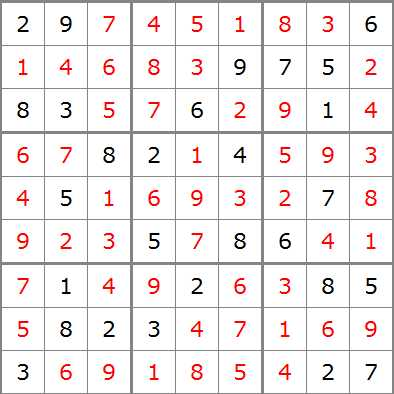 2 9 7 4 5 1 8 3 6
1 4 6 8 3 9 7 5 2
8 3 5 7 6 2 9 1 4
6 7 8 2 1 4 5 9 3
4 5 1 6 9 3 2 7 8
9 2 3 5 7 8 6 4 1
7 1 4 9 2 6 3 8 5
5 8 2 3 4 7 1 6 9
3 6 9 1 8 5 4 2 7